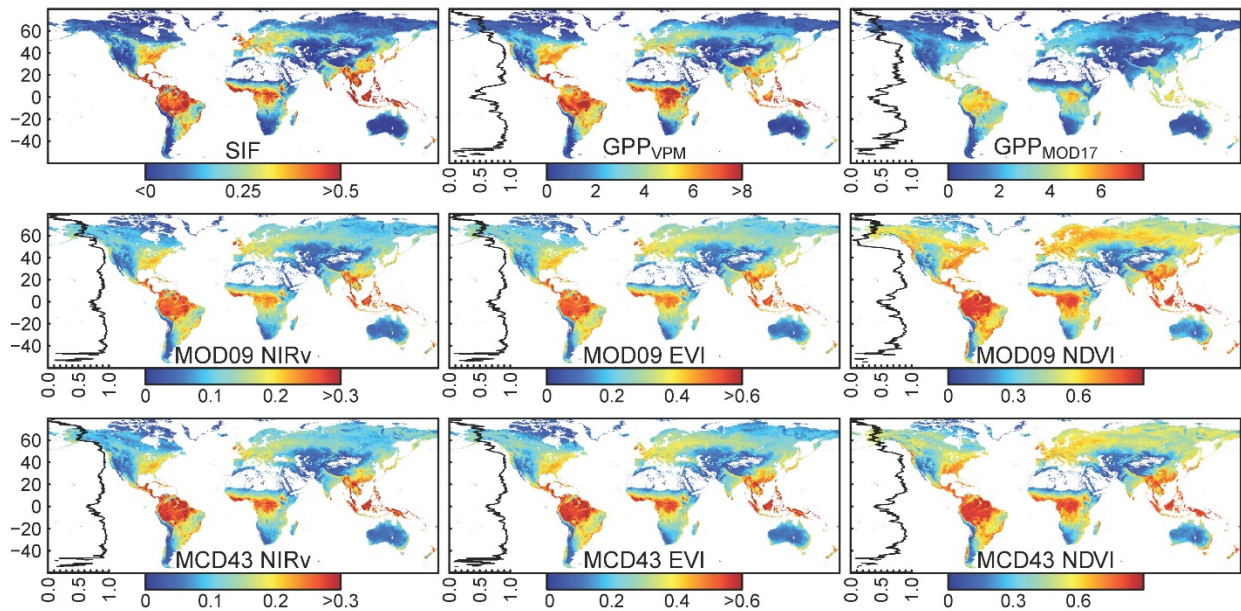 60
40
20
0
−20
−40
SIF
<0 0.25 >0.5
GPPVPM
0.0 0.5 1.0
0 2 4 6 >8
GPPMOD17
0.0 0.5 1.0
0 2 4 6
60
40
20
0
−20
−40
MOD09 NIRv
0.0 0.5 1.0
0 0.1 0.2 >0.3
MOD09 EVI
0.0 0.5 1.0
0 0.2 0.4 >0.6
MOD09 NDVI
0.0 0.5 1.0
0 0.3 0.6
60
40
20
0
−20
−40
MCD43 NIRv
0.0 0.5 1.0
0 0.1 0.2 >0.3
MCD43 EVI
0.0 0.5 1.0
0 0.2 0.4 >0.6
MCD43 NDVI
0.0 0.5 1.0
0 0.3 0.6